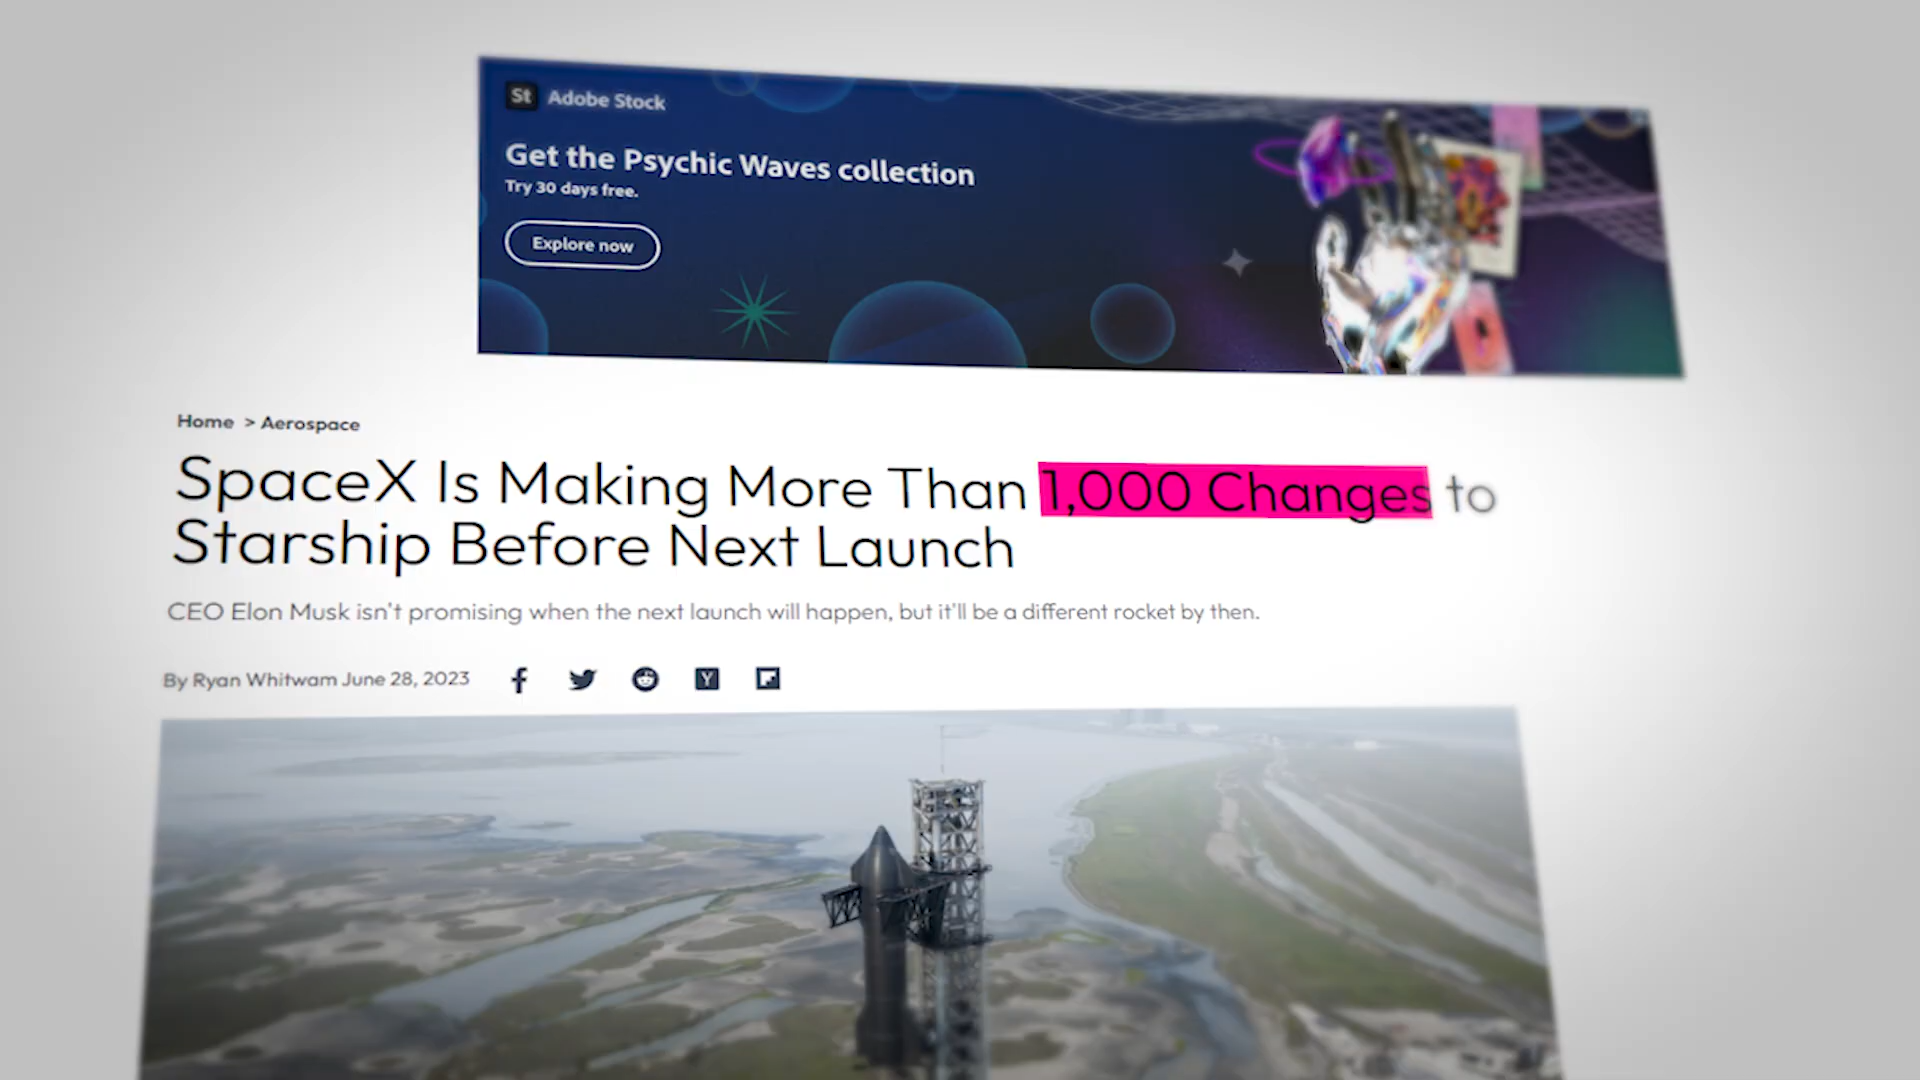 St Adobe Stock
Get the Psychic Waves collection
Try 30 days free.
Explore now
Home > Aerospace
SpaceX Is Making More Than 1,000 Changes to
Starship Before Next Launch
CEO Elon Musk isn't promising when the next launch will happen, but it'll be a different rocket by then.
By Ryan Whitwam June 28, 2023